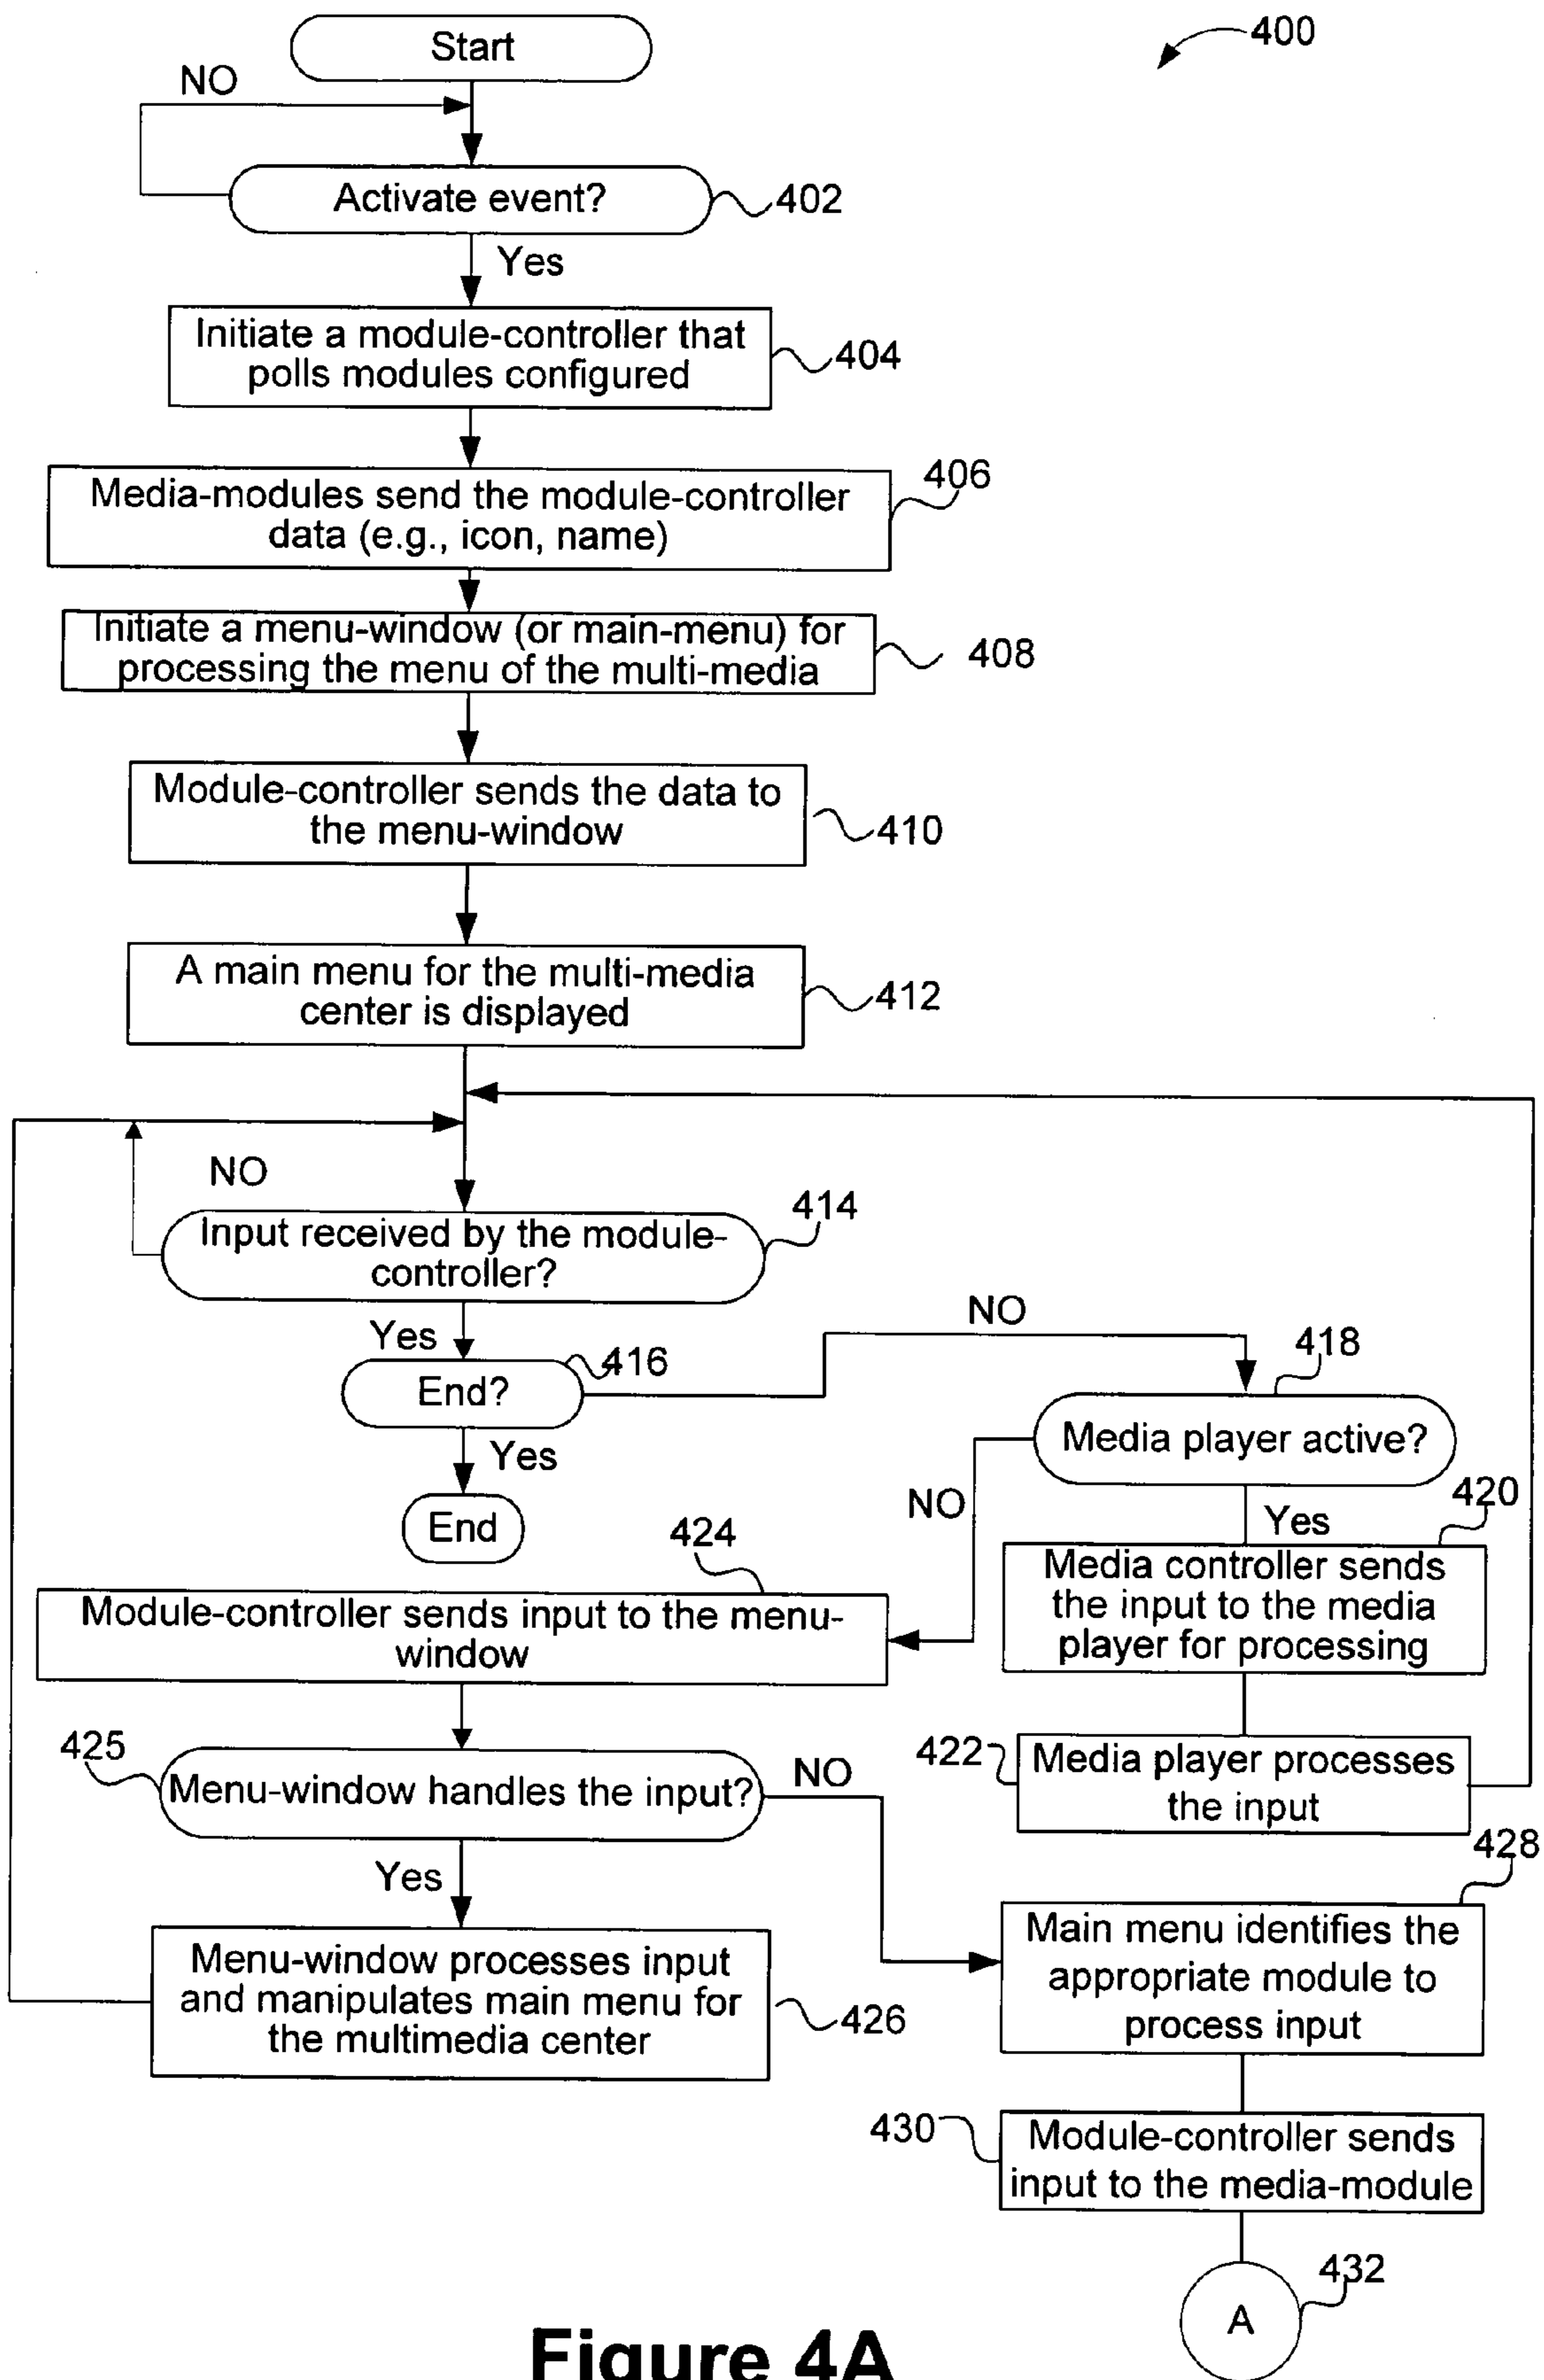 Start
400
NO
Activate event?
402
Yes
Initiate a module-controller that
polls modules configured
404
406
Media-modules send the module-controller
data (e.g., icon, name)
Initiate a menu-window (or main-menu) for
processing the menu of the multi-media
408
Module-controller sends the data to
the menu-window
410
A main menu for the multi-media
center is displayed
412
NO
414
Input received by the module-
controller?
Yes
NO
416
End?
418
Media player active?
Yes
End
NO
420
Yes
424
Media controller sends
the input to the media
player for processing
Module-controller sends input to the menu-
window
425
Menu-window handles the input?
NO
422
Media player processes
the input
428
Yes
Main menu identifies the
appropriate module to
process input
Menu-window processes input
and manipulates main menu for
the multimedia center
426
430
Module-controller sends
input to the media-module
432
A
Figure 4A